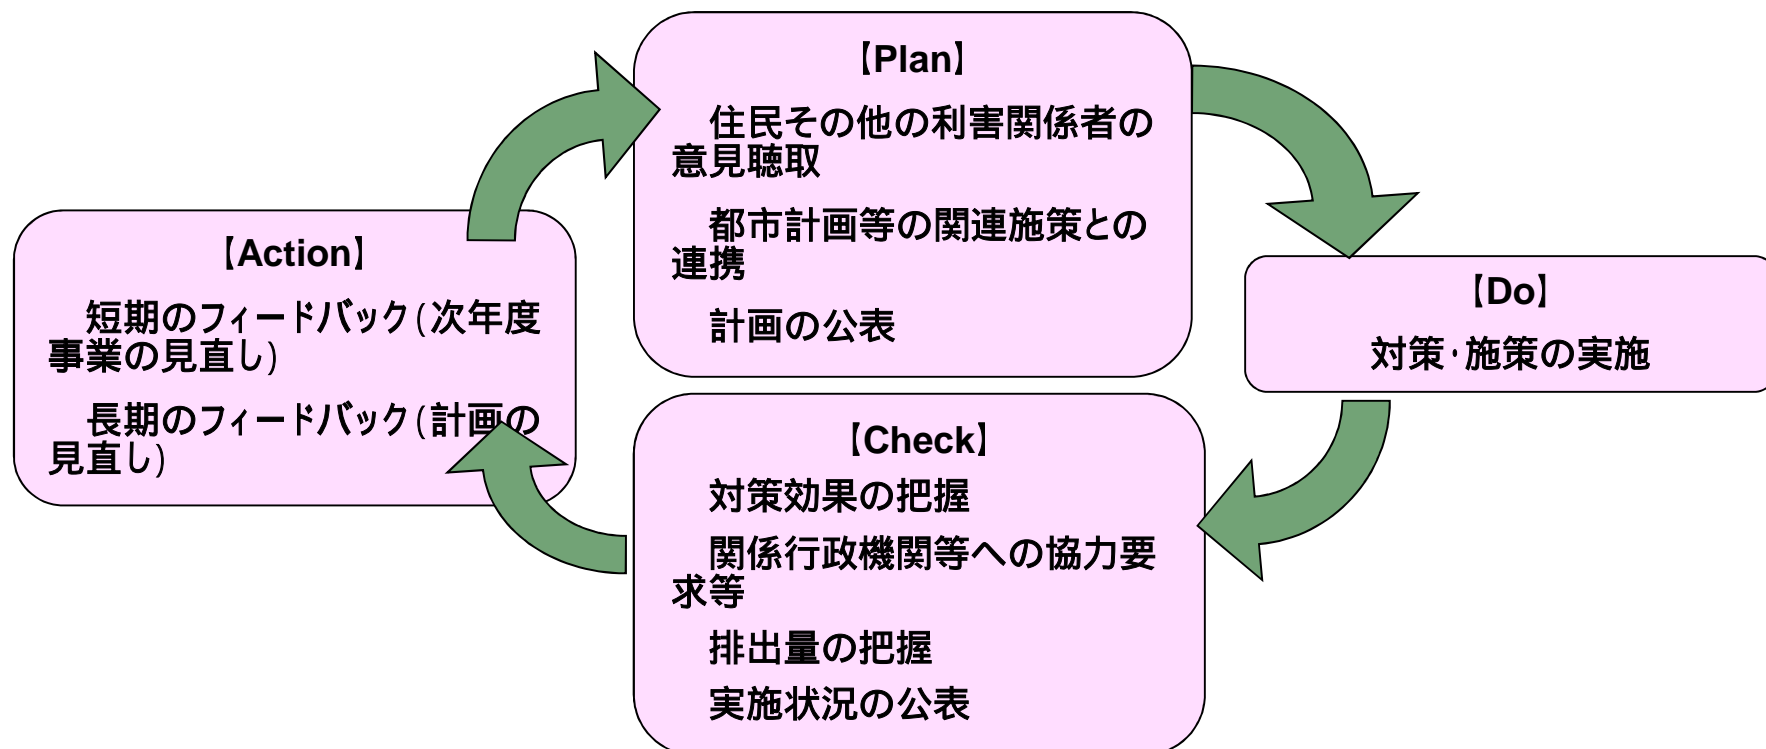 【Plan】
住民その他の利害関係者の
意見聴取
都市計画等の関連施策との
連携
計画の公表
【Do】
対策・施策の実施
【Check】
対策効果の把握
関係行政機関等への協力要
求等
排出量の把握
実施状況の公表
【Action】
短期のフィードバック(次年度
事業の見直し)
長期のフィードバック(計画の
見直し)